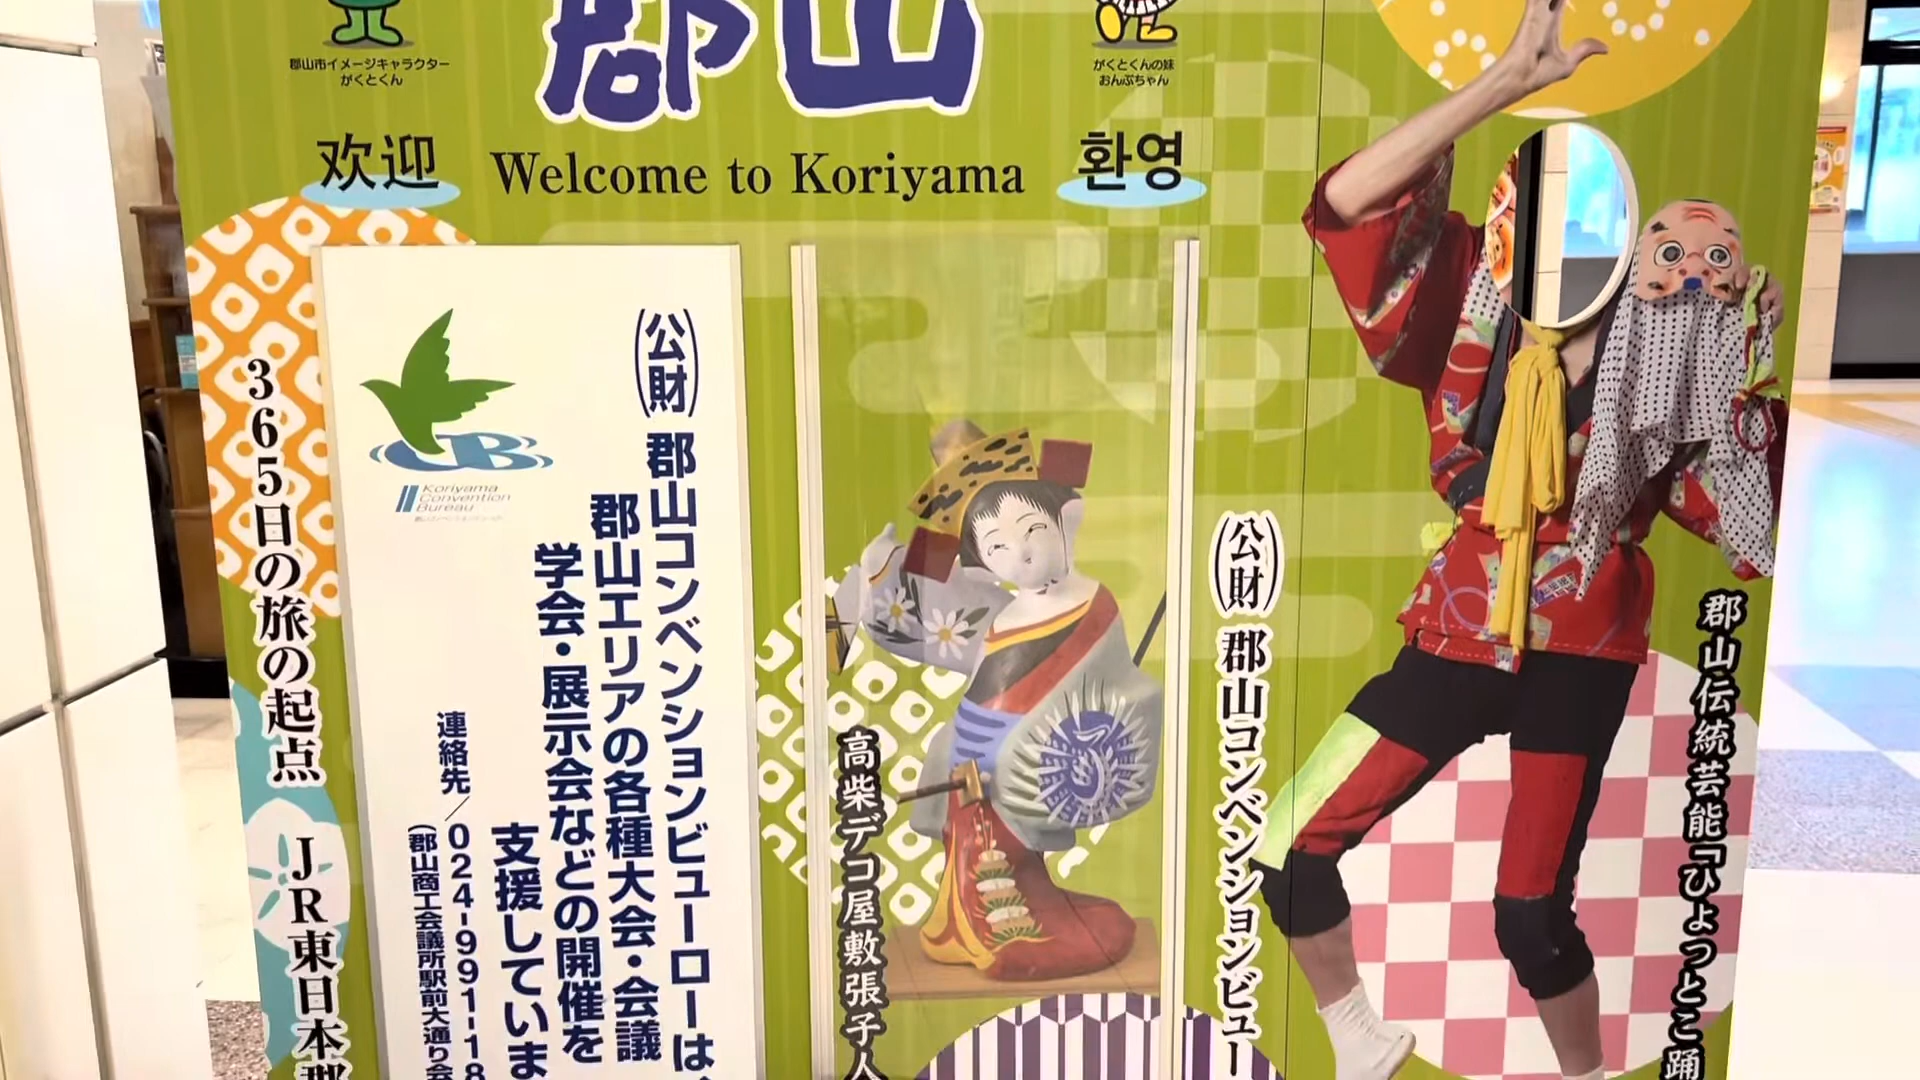 郡山
郡山市イメージキャラクター
がくとくん
がくとくんの妹
おんぷちゃん
欢迎
Welcome to Koriyama
환영
365日の旅の起点
JR東日本郡
CB
Koriyama
Convention
Bureau
(公財)郡山コンベンションビューローは、
郡山エリアの各種大会・会議
学会・展示会などの開催を
支援していま
連絡先/024-991-18
(郡山商工会議所駅前大通り会
高柴デコ屋敷張子人
(公財)郡山コンベンションビュー
郡山伝統芸能「ひょっとこ踊